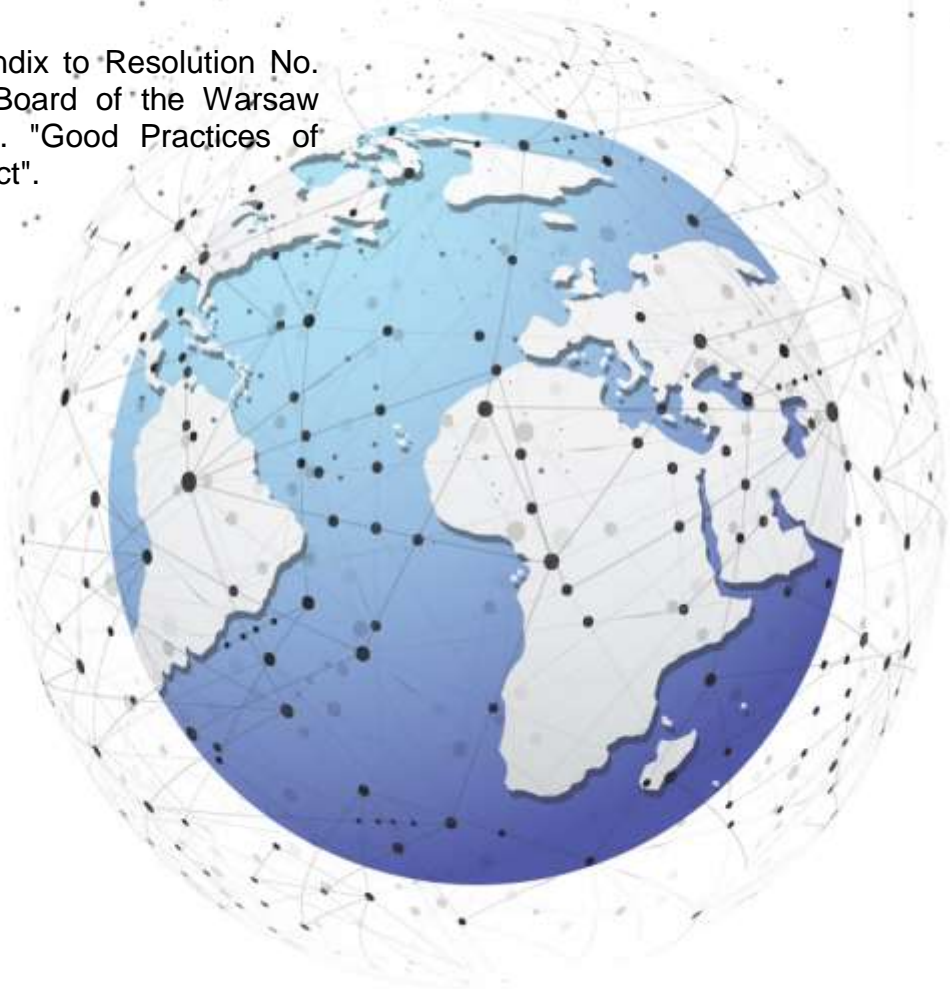 ndix to Resolution No.
Board of the Warsaw
. "Good Practices of
ct".